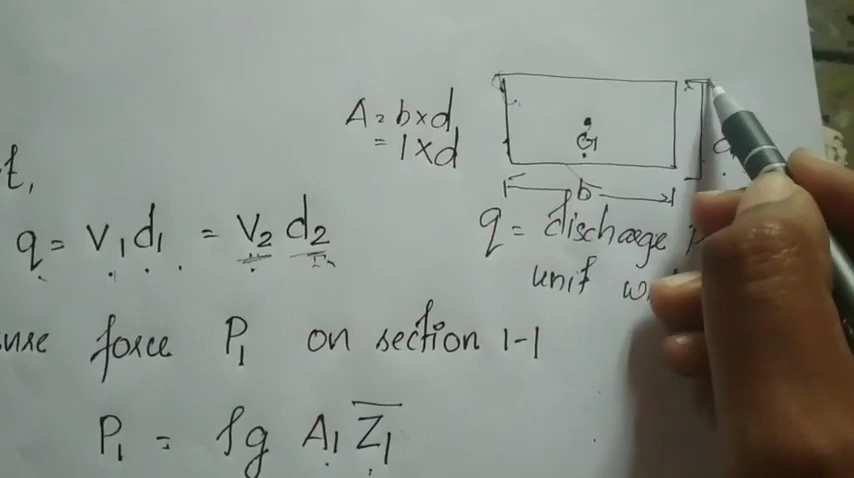 A = b×d
= 1×d
G
b
t,
q = V1d1 = V2 d2
q = discharge
unit
force P1 on section 1-1
P1 = ρg A1 Z̅1